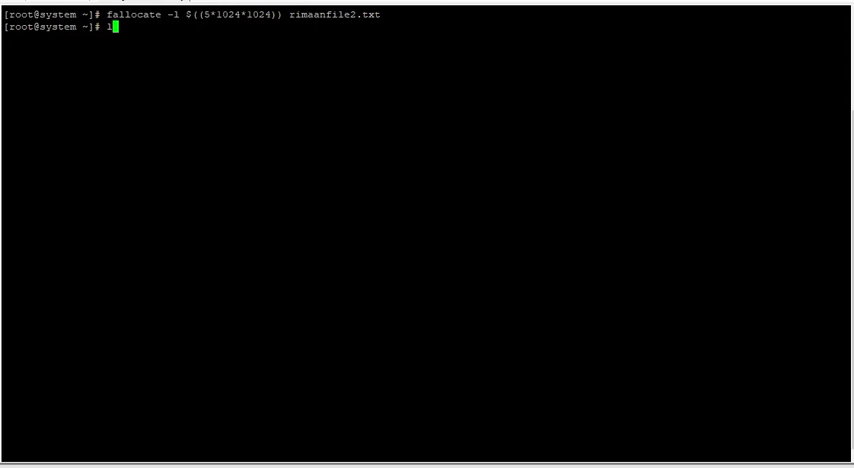 [root@system ~]# fallocate -l $((5*1024*1024)) rimaanfile2.txt
[root@system ~]# l